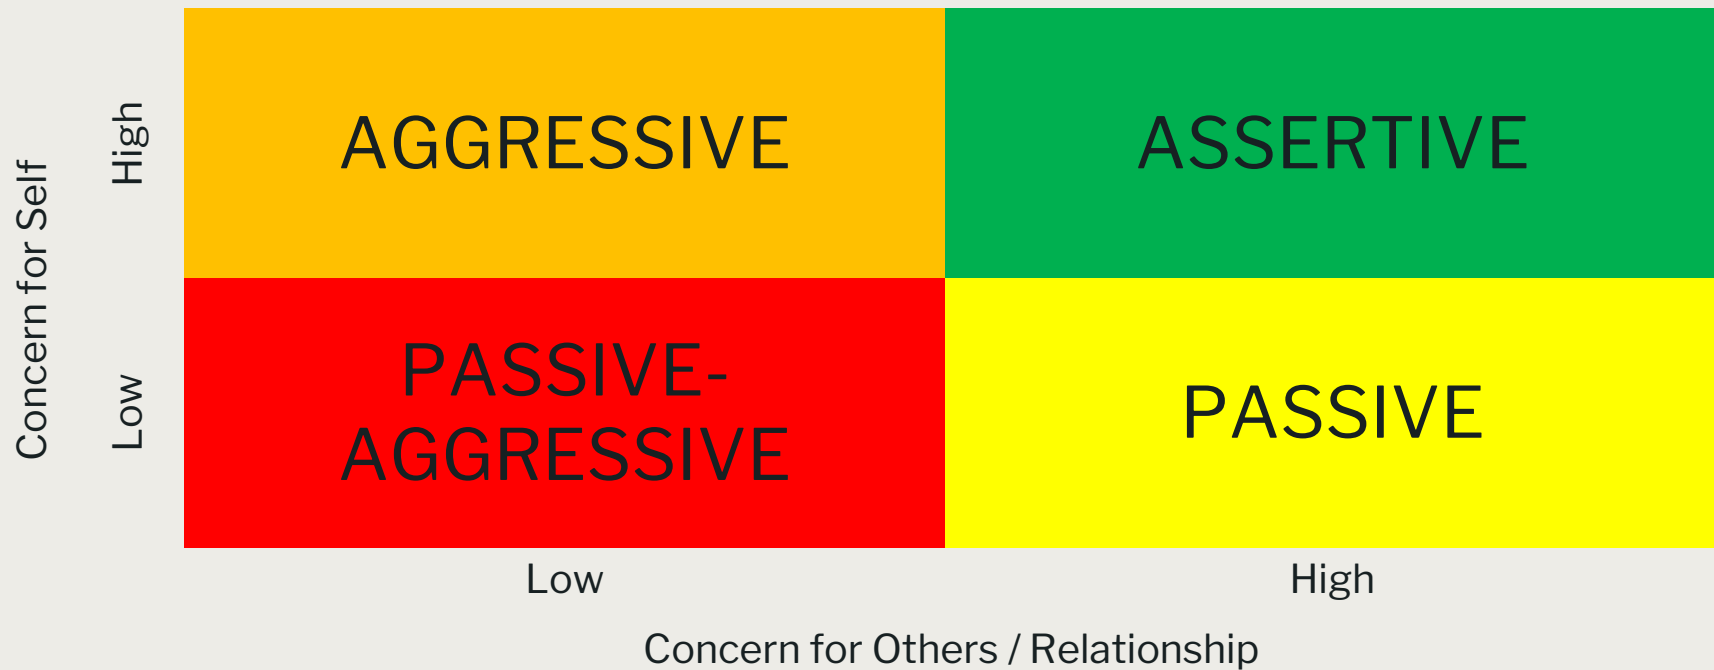 Concern for Self
High
AGGRESSIVE
ASSERTIVE
Low
PASSIVE-
AGGRESSIVE
PASSIVE
Low
High
Concern for Others / Relationship